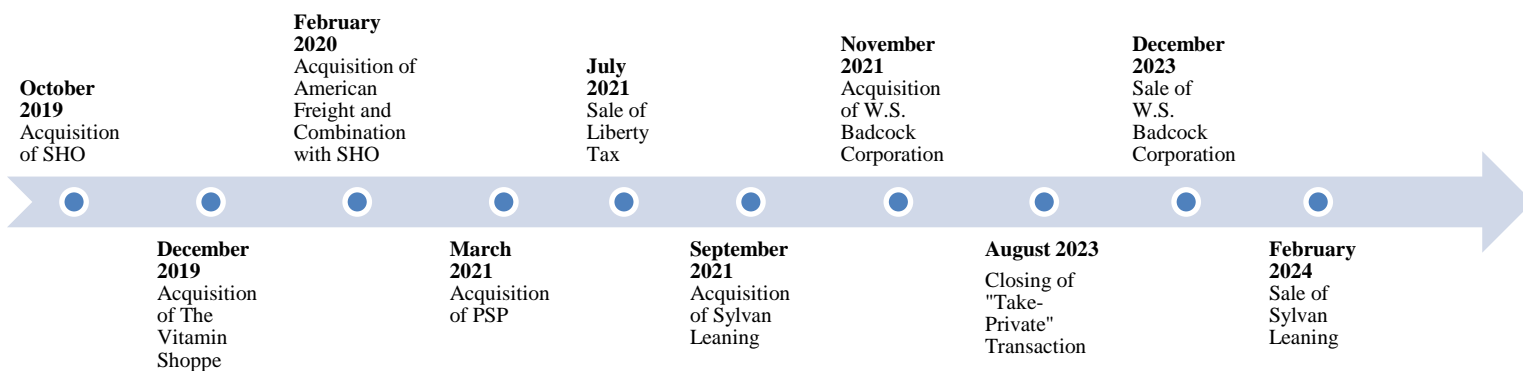 October
2019
Acquisition
of SHO
December
2019
Acquisition
of The
Vitamin
Shoppe
February
2020
Acquisition of
American
Freight and
Combination
with SHO
March
2021
Acquisition
of PSP
July
2021
Sale of
Liberty
Tax
September
2021
Acquisition
of Sylvan
Leaning
November
2021
Acquisition
of W.S.
Badcock
Corporation
August 2023
Closing of
"Take-
Private"
Transaction
December
2023
Sale of
W.S.
Badcock
Corporation
February
2024
Sale of
Sylvan
Leaning